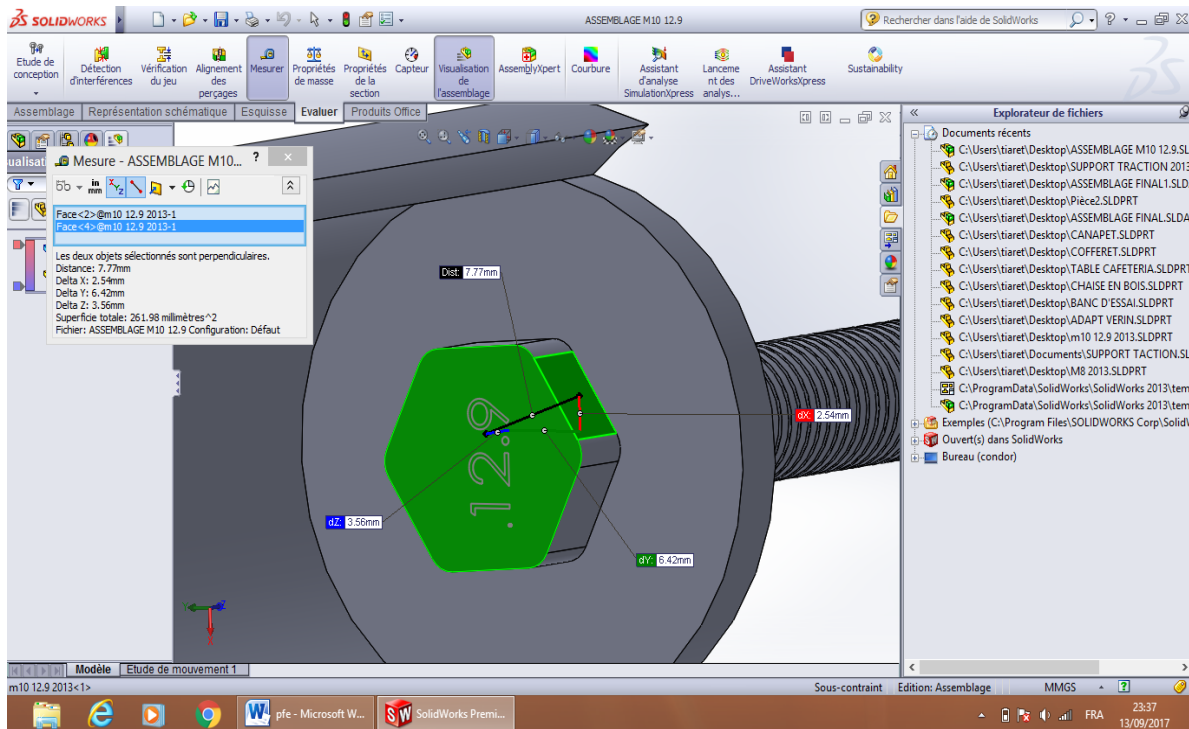 SOLIDWORKS
ASSEMBLAGE M10 12.9
Rechercher dans l'aide de SolidWorks
Etude de conception
Détection d'interférences
Vérification du jeu
Alignement des perçages
Mesurer
Propriétés de masse
Propriétés de la section
Capteur
Visualisation de l'assemblage
AssemblyXpert
Courbure
Assistant d'analyse SimulationXpress
Lanceme nt des analys...
Assistant DriveWorksXpress
Sustainability
Assemblage
Représentation schématique
Esquisse
Evaluer
Produits Office
Mesure - ASSEMBLAGE M10...
in
mm
XYZ
Face<2>@m10 12.9 2013-1
Face<4>@m10 12.9 2013-1
Les deux objets sélectionnés sont perpendiculaires.
Distance: 7.77mm
Delta X: 2.54mm
Delta Y: 6.42mm
Delta Z: 3.56mm
Superficie totale: 261.98 millimètres^2
Fichier: ASSEMBLAGE M10 12.9 Configuration: Défaut
Dist: 7.77mm
dX: 2.54mm
dZ: 3.56mm
dY: 6.42mm
.12.9
Explorateur de fichiers
Documents récents
C:\Users\tiaret\Desktop\ASSEMBLAGE M10 12.9.SL
C:\Users\tiaret\Desktop\SUPPORT TRACTION 2013
C:\Users\tiaret\Desktop\ASSEMBLAGE FINAL1.SLD
C:\Users\tiaret\Desktop\Pièce2.SLDPRT
C:\Users\tiaret\Desktop\ASSEMBLAGE FINAL.SLDA
C:\Users\tiaret\Desktop\CANAPET.SLDPRT
C:\Users\tiaret\Desktop\COFFERET.SLDPRT
C:\Users\tiaret\Desktop\TABLE CAFETERIA.SLDPRT
C:\Users\tiaret\Desktop\CHAISE EN BOIS.SLDPRT
C:\Users\tiaret\Desktop\BANC D'ESSAI.SLDPRT
C:\Users\tiaret\Desktop\ADAPT VERIN.SLDPRT
C:\Users\tiaret\Desktop\m10 12.9 2013.SLDPRT
C:\Users\tiaret\Documents\SUPPORT TACTION.SL
C:\Users\tiaret\Desktop\M8 2013.SLDPRT
C:\ProgramData\SolidWorks\SolidWorks 2013\tem
C:\ProgramData\SolidWorks\SolidWorks 2013\tem
Exemples (C:\Program Files\SOLIDWORKS Corp\Solid
Ouvert(s) dans SolidWorks
Bureau (condor)
Modèle
Etude de mouvement 1
m10 12.9 2013<1>
Sous-contraint
Edition: Assemblage
MMGS
pfe - Microsoft W...
SolidWorks Premi...
FRA
23:37
13/09/2017